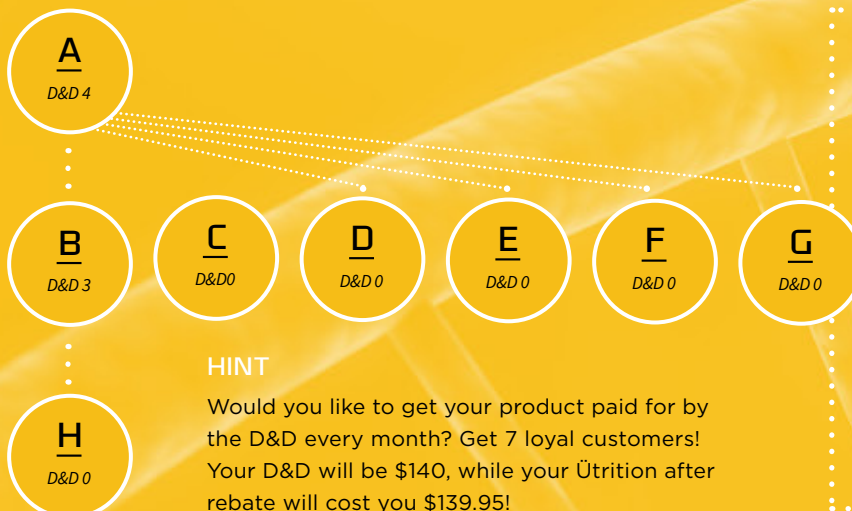 A
D&D 4
B
D&D 3
C
D&D0
D
D&D 0
E
D&D 0
F
D&D 0
G
D&D 0
H
D&D 0
HINT
Would you like to get your product paid for by
the D&D every month? Get 7 loyal customers!
Your D&D will be $140, while your Ütrition after
rebate will cost you $139.95!